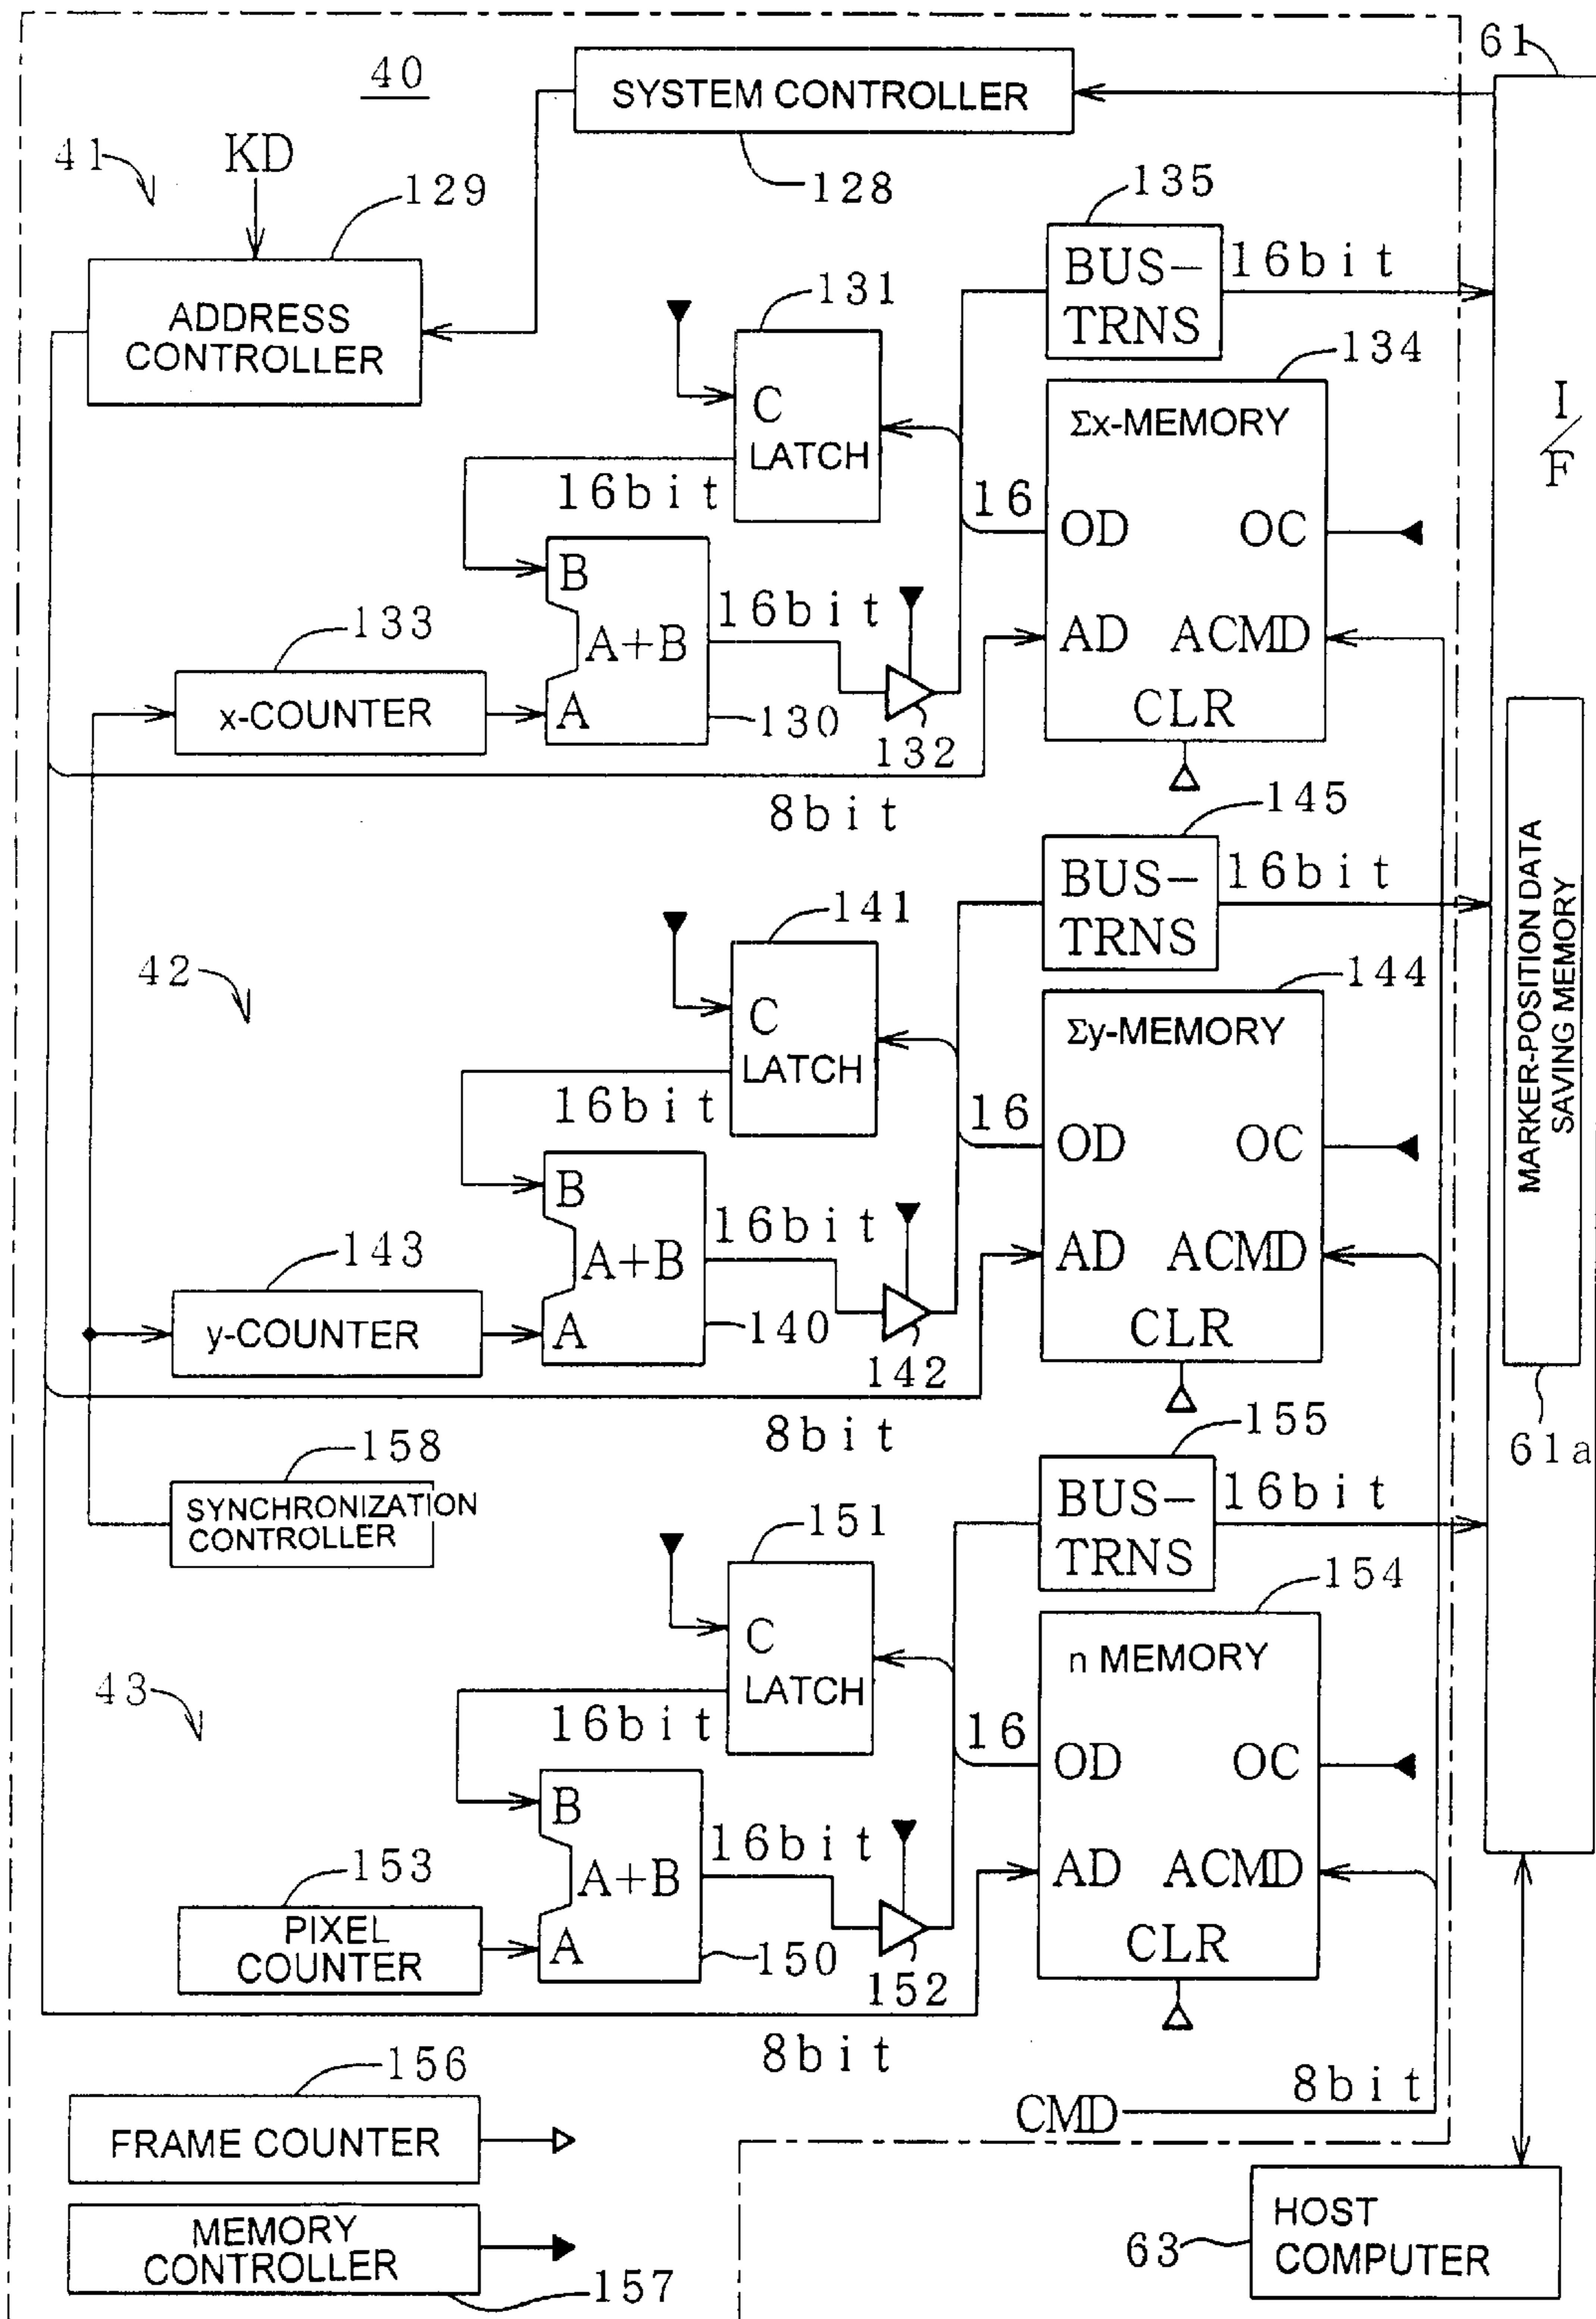 61
40
SYSTEM CONTROLLER
128
41
KD
129
ADDRESS
CONTROLLER
135
BUS-
TRNS
16bit
131
C
LATCH
16bit
134
Σx-MEMORY
16
OD
OC
AD
ACMD
CLR
I/F
B
A+B
A
16bit
130
132
133
x-COUNTER
8bit
145
BUS-
TRNS
16bit
141
C
LATCH
16bit
42
144
Σy-MEMORY
16
OD
OC
AD
ACMD
CLR
MARKER-POSITION DATA
SAVING MEMORY
61a
B
A+B
A
16bit
140
142
143
y-COUNTER
8bit
158
SYNCHRONIZATION
CONTROLLER
155
BUS-
TRNS
16bit
151
C
LATCH
16bit
43
154
n MEMORY
16
OD
OC
AD
ACMD
CLR
B
A+B
A
16bit
150
152
153
PIXEL
COUNTER
8bit
156
FRAME COUNTER
CMD
8bit
MEMORY
CONTROLLER
157
63
HOST
COMPUTER